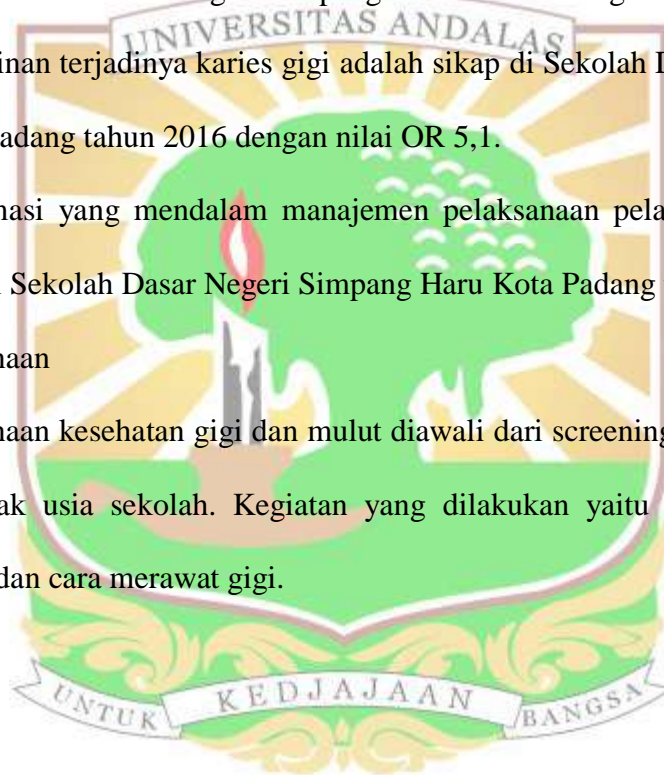 UNIVERSITAS ANDALAS
inan terjadinya karies gigi adalah sikap di Sekolah
adang tahun 2016 dengan nilai OR 5,1.
nasi yang mendalam manajemen pelaksanaan pela
Sekolah Dasar Negeri Simpang Haru Kota Padang
naan
naan kesehatan gigi dan mulut diawali dari screening
ak usia sekolah. Kegiatan yang dilakukan yaitu
dan cara merawat gigi.
UNTUK KEDJAJAAN BANGSA